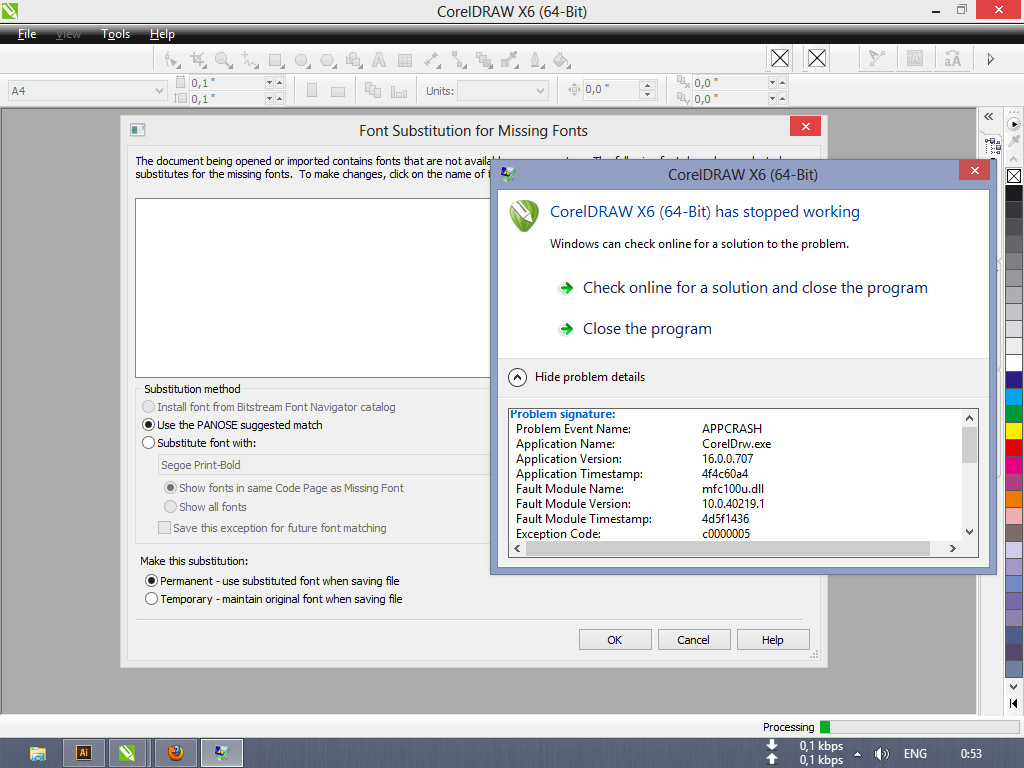 CorelDRAW X6 (64-Bit)
File View Tools Help
A4
0,1 "
0,1 "
Units:
0,0 "
0,0 "
0,0 "
Font Substitution for Missing Fonts
The document being opened or imported contains fonts that are not
substitutes for the missing fonts. To make changes, click on the name of
Substitution method
Install font from Bitstream Font Navigator catalog
Use the PANOSE suggested match
Substitute font with:
Segoe Print-Bold
Show fonts in same Code Page as Missing Font
Show all fonts
Save this exception for future font matching
Make this substitution:
Permanent - use substituted font when saving file
Temporary - maintain original font when saving file
OK Cancel Help
CorelDRAW X6 (64-Bit)
CorelDRAW X6 (64-Bit) has stopped working
Windows can check online for a solution to the problem.
Check online for a solution and close the program
Close the program
Hide problem details
Problem signature:
Problem Event Name: APPCRASH
Application Name: CorelDrw.exe
Application Version: 16.0.0.707
Application Timestamp: 4f4c60a4
Fault Module Name: mfc100u.dll
Fault Module Version: 10.0.40219.1
Fault Module Timestamp: 4d5f1436
Exception Code: c0000005
Processing
Ai
0,1 kbps
0,1 kbps
ENG
0:53